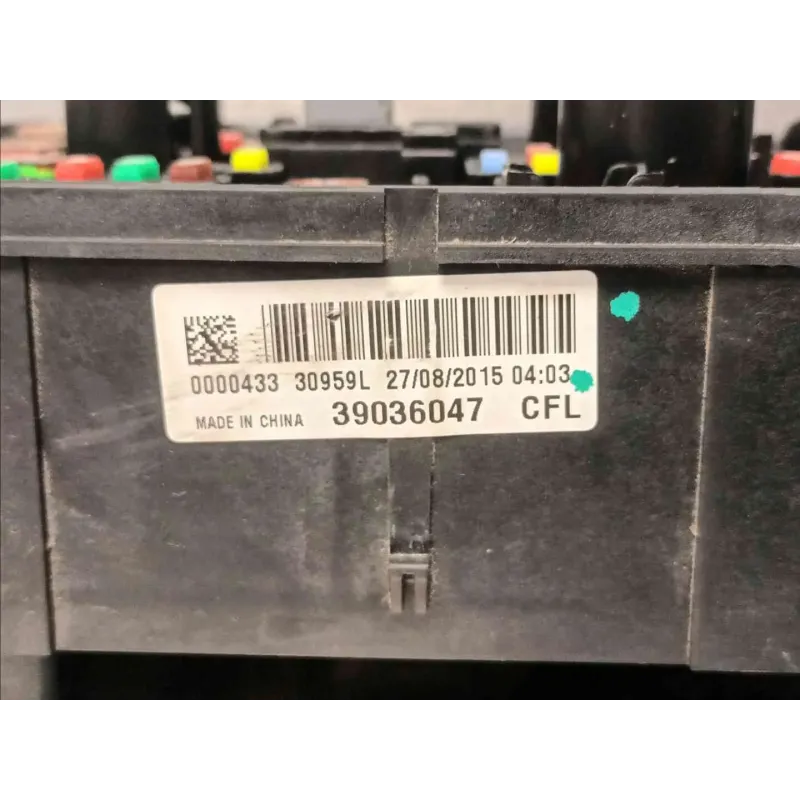 0000433 30959L 27/08/2015 04:03
MADE IN CHINA 39036047 CFL